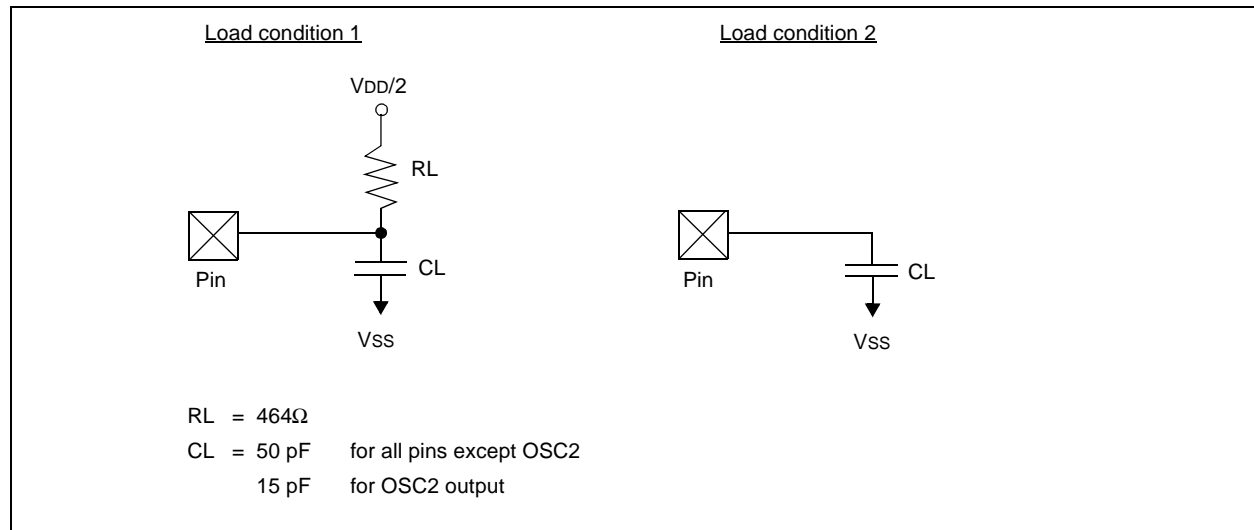 Load condition 1
VDD/2
RL
CL
Pin
VSS
Load condition 2
CL
Pin
VSS
RL = 464Ω
CL = 50 pF for all pins except OSC2
15 pF for OSC2 output